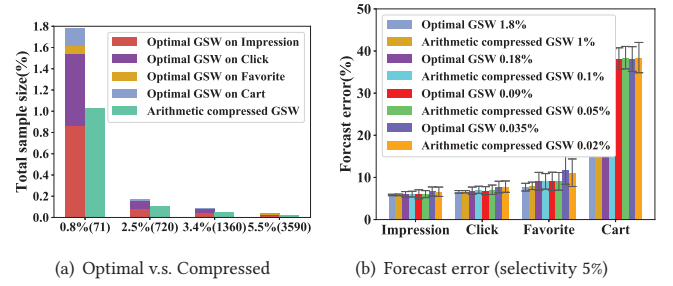 Total sample size(%)
1.8
1.6
1.4
1.2
1.0
0.8
0.6
0.4
0.2
0.0
Optimal GSW on Impression
Optimal GSW on Click
Optimal GSW on Favorite
Optimal GSW on Cart
Arithmetic compressed GSW
0.8%(71) 2.5%(720) 3.4%(1360) 5.5%(3590)
(a) Optimal v.s. Compressed
Forcast error(%)
50
40
30
20
10
0
Optimal GSW 1.8%
Arithmetic compressed GSW 1%
Optimal GSW 0.18%
Arithmetic compressed GSW 0.1%
Optimal GSW 0.09%
Arithmetic compressed GSW 0.05%
Optimal GSW 0.035%
Arithmetic compressed GSW 0.02%
Impression Click Favorite Cart
(b) Forecast error (selectivity 5%)